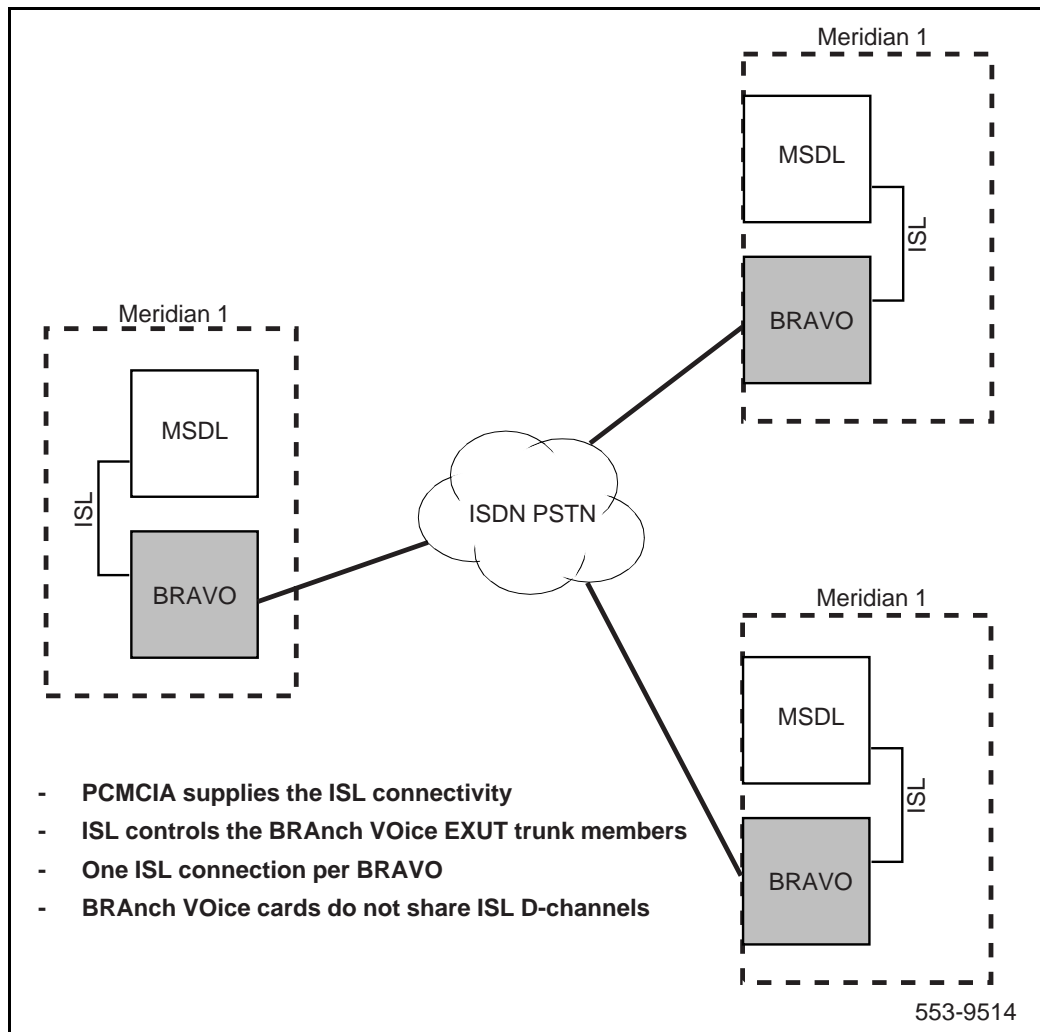 Meridian 1
MSDL
ISL
BRAVO
Meridian 1
MSDL
ISL
BRAVO
ISDN PSTN
Meridian 1
MSDL
ISL
BRAVO
- PCMCIA supplies the ISL connectivity
- ISL controls the BRAnch VOice EXUT trunk members
- One ISL connection per BRAVO
- BRAnch VOice cards do not share ISL D-channels
553-9514